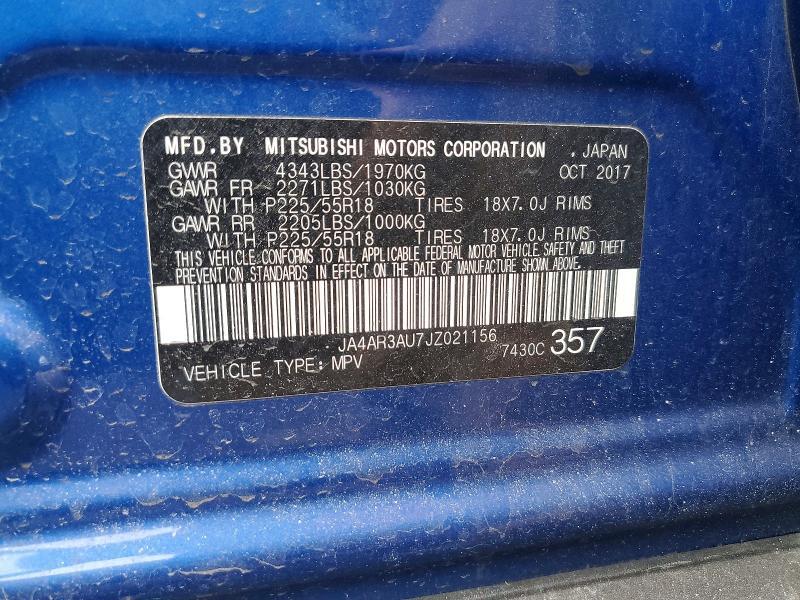 MFD.BY MITSUBISHI MOTORS CORPORATION . JAPAN
GVWR 4343LBS/1970KG OCT 2017
GAWR FR 2271LBS/1030KG
WITH P225/55R18 TIRES 18X7.0J RIMS
GAWR RR 2205LBS/1000KG
WITH P225/55R18 TIRES 18X7.0J RIMS
THIS VEHICLE CONFORMS TO ALL APPLICABLE FEDERAL MOTOR VEHICLE SAFETY AND THEFT
PREVENTION STANDARDS IN EFFECT ON THE DATE OF MANUFACTURE SHOWN ABOVE.
JA4AR3AU7JZ021156
VEHICLE TYPE: MPV 7430C 357